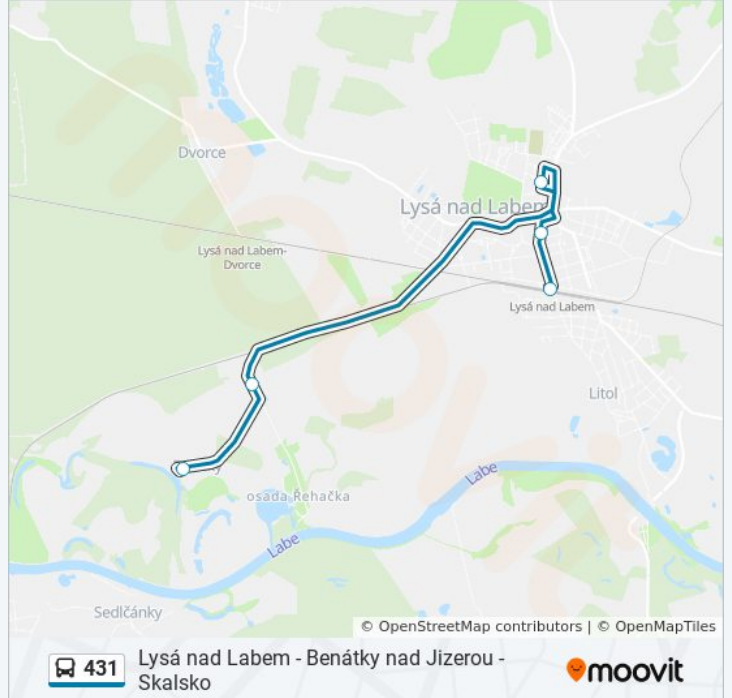 Dvorce
Lysá nad Labem
Lysá nad Labem-
Dvorce
Lysá nad Labem
Litol
osada Řehačka
Labe
Labe
Sedlčánky
© OpenStreetMap contributors | © OpenMapTiles
431
Lysá nad Labem - Benátky nad Jizerou -
Skalsko
moovit